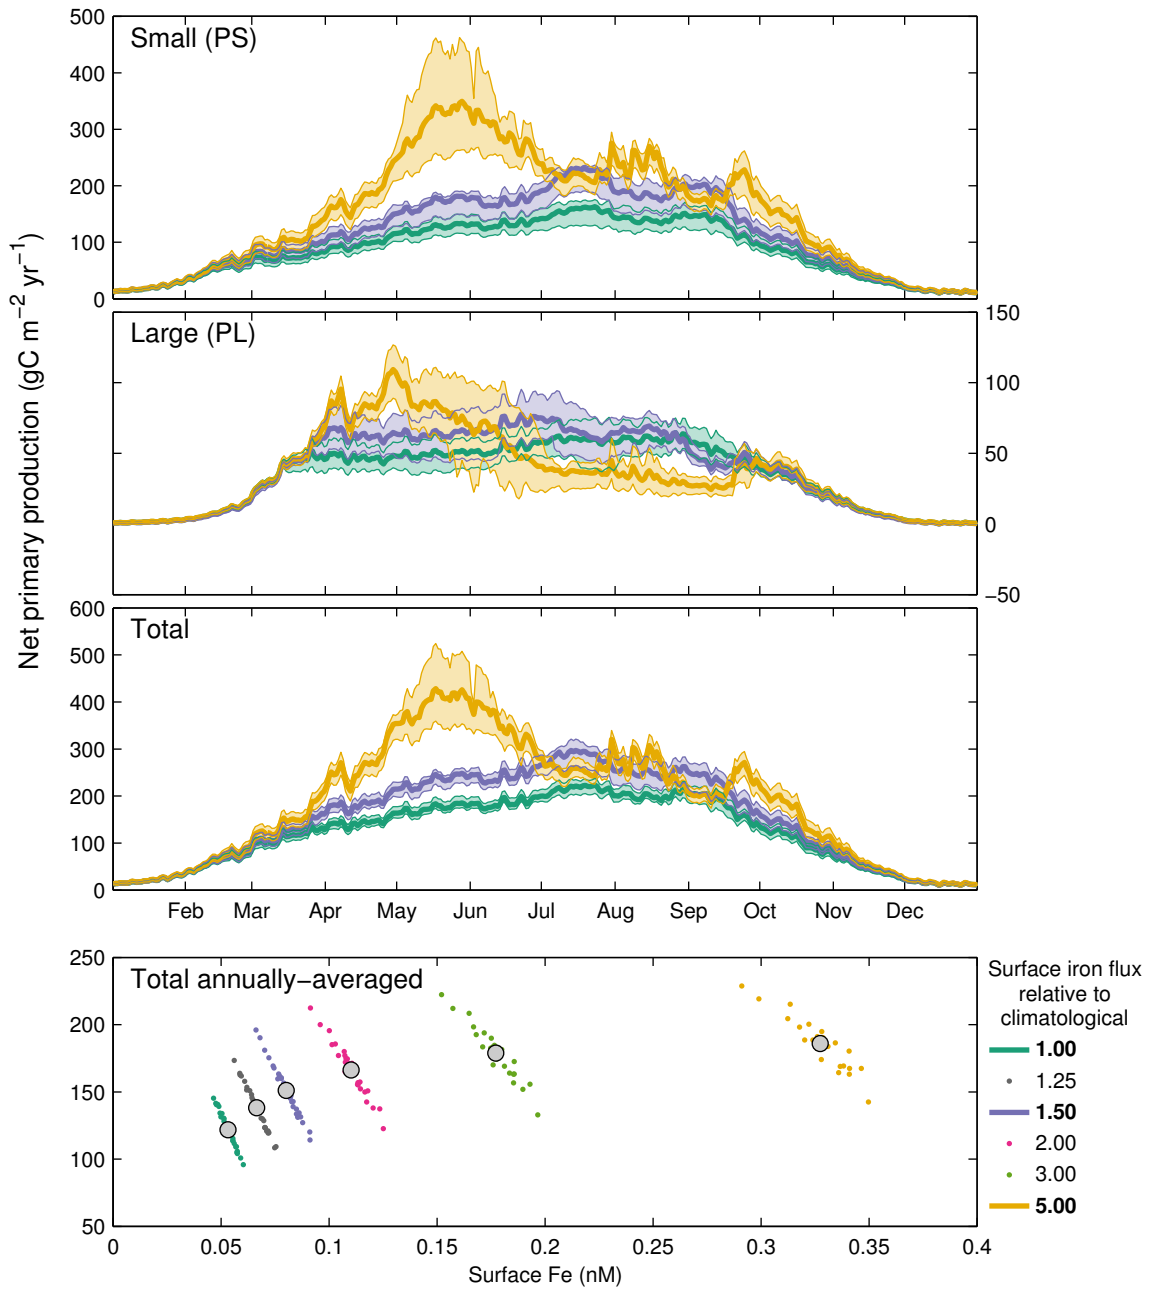 Net primary production (gC m−2 yr−1)
Small (PS)
500
400
300
200
100
0
Large (PL)
150
100
50
0
−50
Total
600
500
400
300
200
100
0
Feb Mar Apr May Jun Jul Aug Sep Oct Nov Dec
Total annually−averaged
250
200
150
100
50
0 0.05 0.1 0.15 0.2 0.25 0.3 0.35 0.4
Surface Fe (nM)
Surface iron flux
relative to
climatological
1.00
1.25
1.50
2.00
3.00
5.00